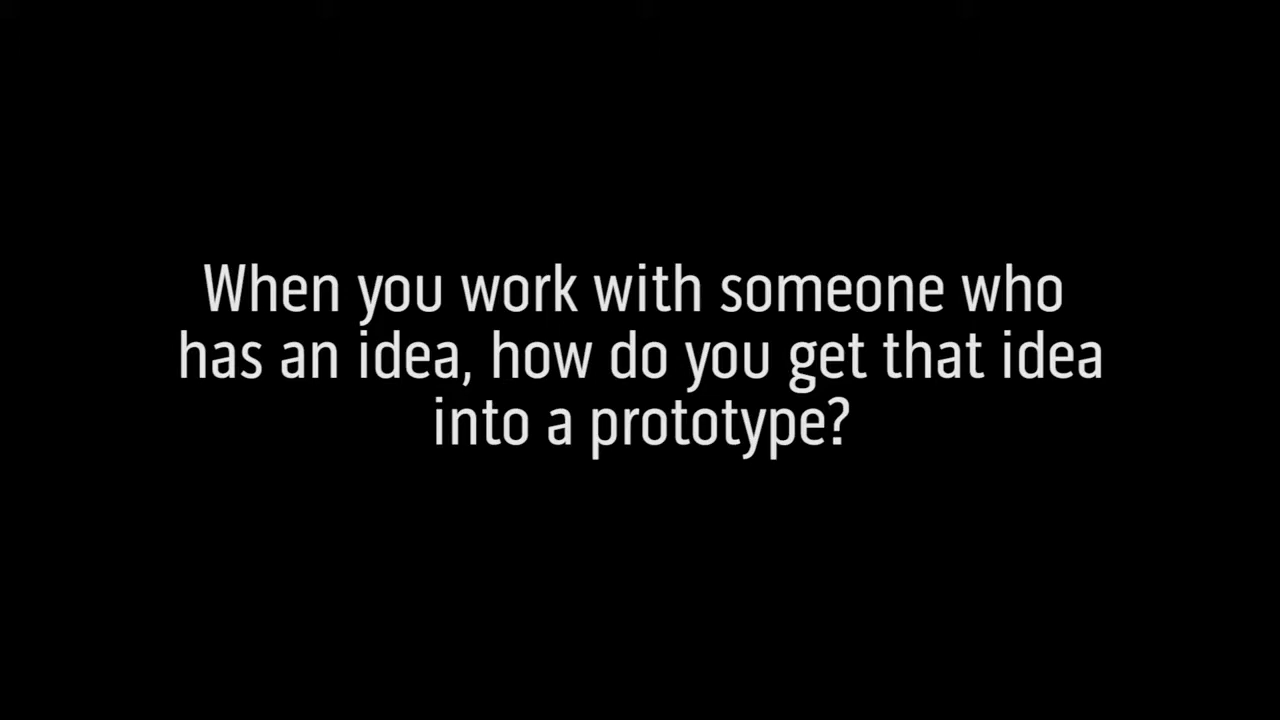 When you work with someone who
has an idea, how do you get that idea
into a prototype?